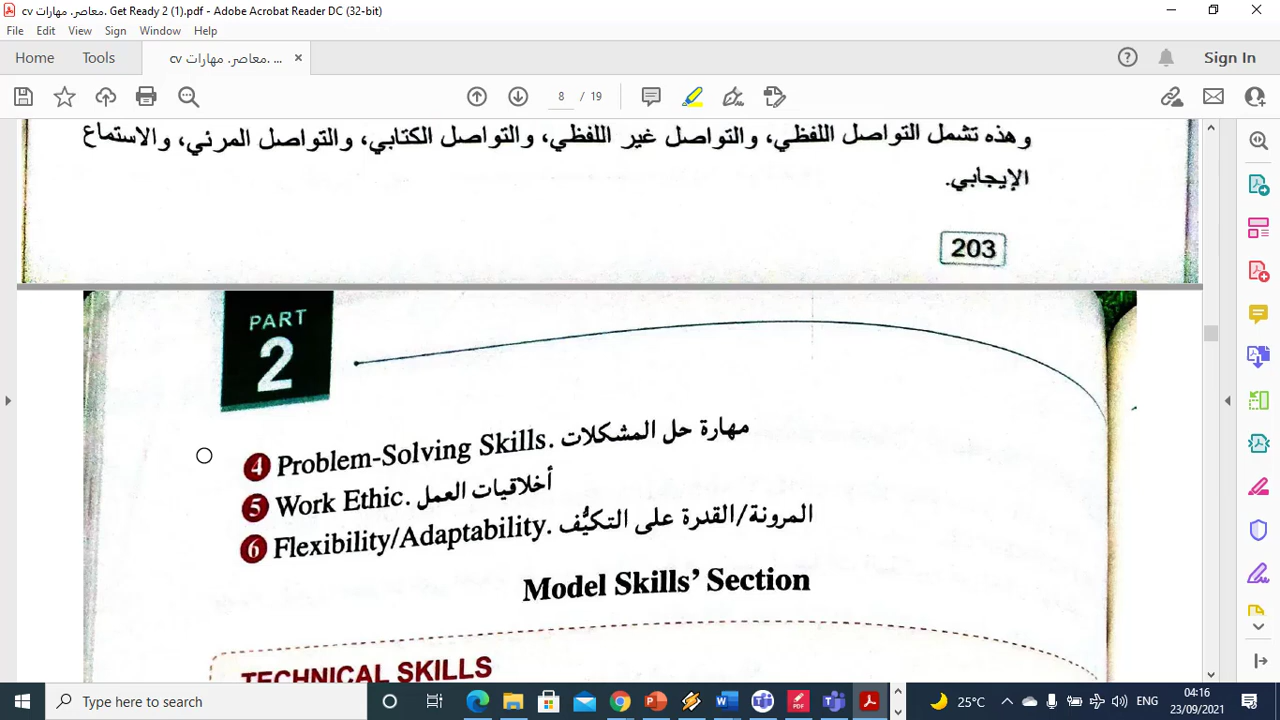 معاصر. مهارات cv. Get Ready 2 (1).pdf - Adobe Acrobat Reader DC (32-bit)
File Edit View Sign Window Help
Home Tools معاصر. مهارات cv. ... × Sign In
8 / 19
وهذه تشمل التواصل اللفظي، والتواصل غير اللفظي، والتواصل الكتابي، والتواصل المرئي، والاستماع
الإيجابي.
203
PART
2
4 Problem-Solving Skills. مهارة حل المشكلات
5 Work Ethic. أخلاقيات العمل
6 Flexibility/Adaptability. المرونة/القدرة على التكيُّف
Model Skills’ Section
TECHNICAL SKILLS
Type here to search
25°C ENG
04:16
23/09/2021